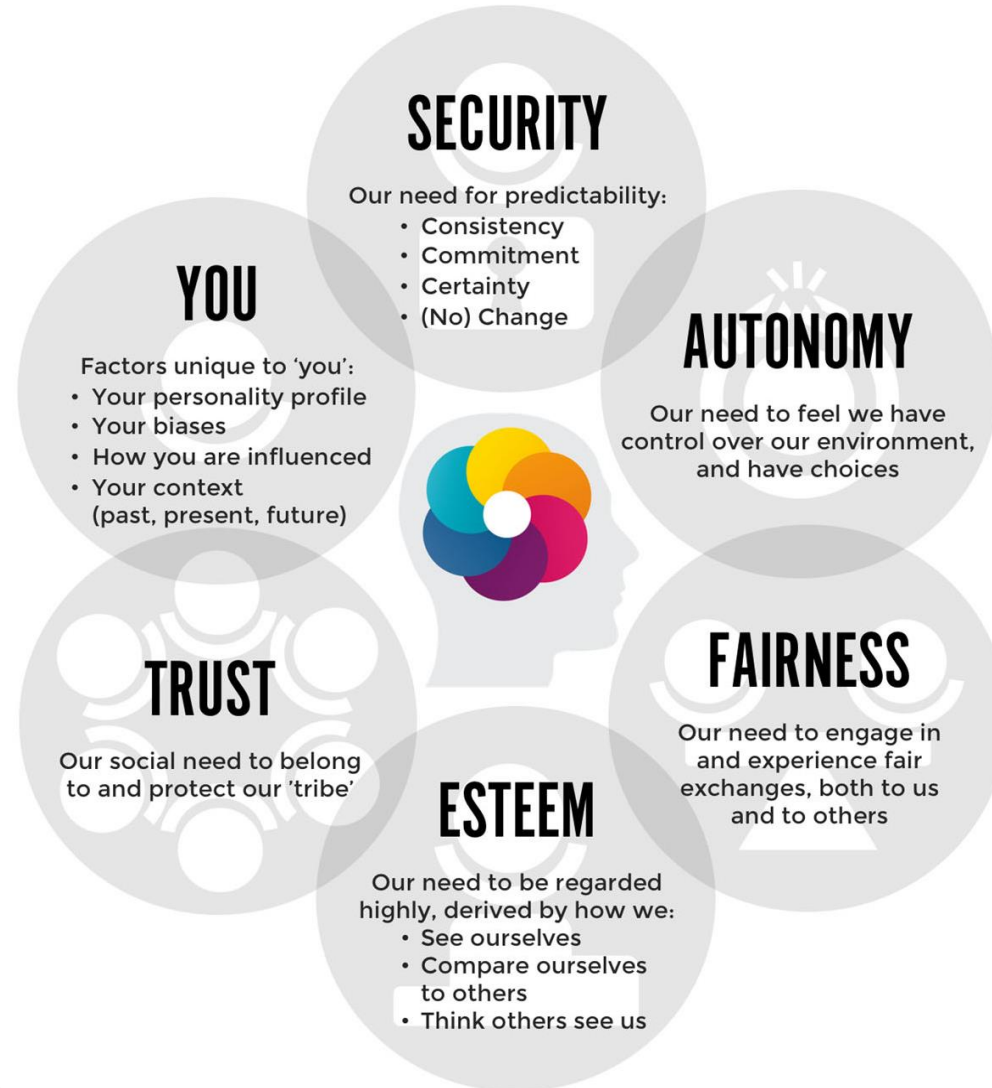 SECURITY
Our need for predictability:
• Consistency
• Commitment
• Certainty
• (No) Change
AUTONOMY
Our need to feel we have
control over our environment,
and have choices
FAIRNESS
Our need to engage in
and experience fair
exchanges, both to us
and to others
ESTEEM
Our need to be regarded
highly, derived by how we:
• See ourselves
• Compare ourselves
to others
• Think others see us
TRUST
Our social need to belong
to and protect our 'tribe'
YOU
Factors unique to ‘you’:
• Your personality profile
• Your biases
• How you are influenced
• Your context
(past, present, future)